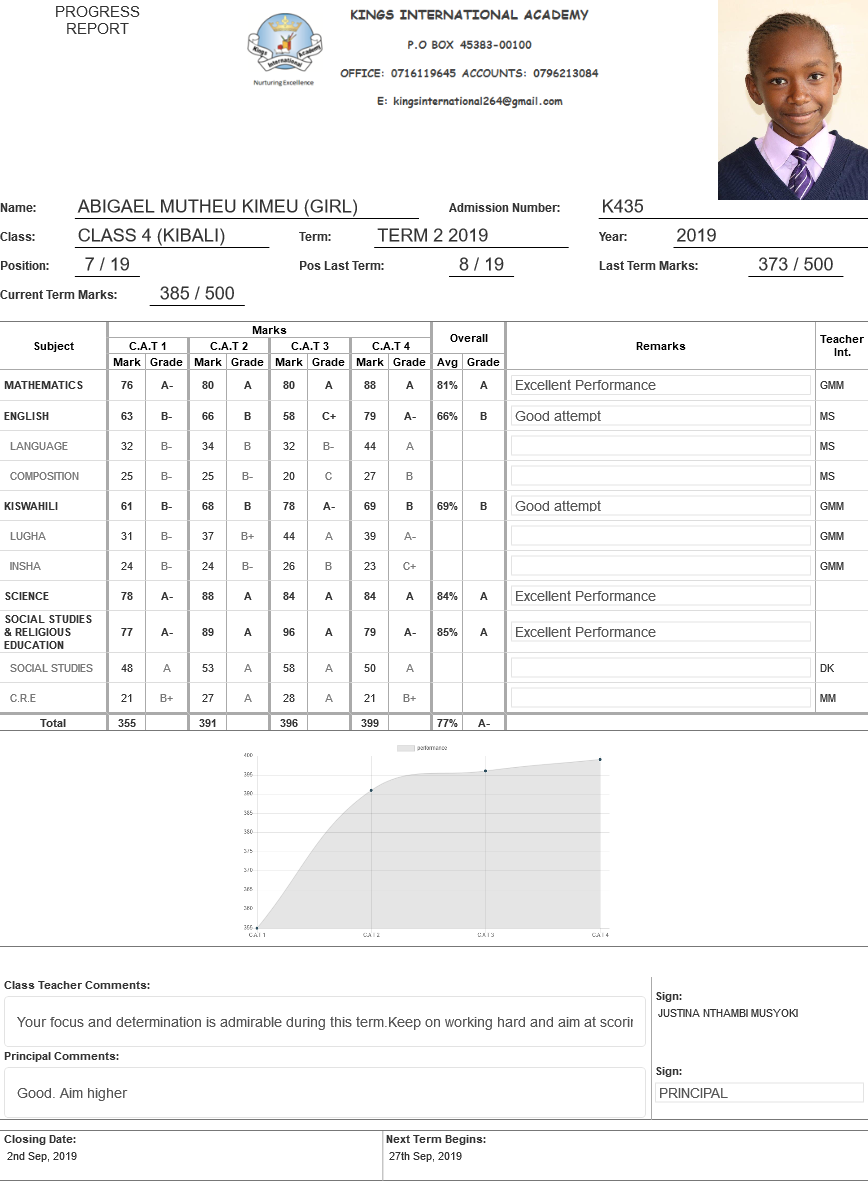 PROGRESS
REPORT
KINGS INTERNATIONAL ACADEMY
P.O BOX 45383-00100
OFFICE: 0716119645 ACCOUNTS: 0796213084
E: kingsinternational264@gmail.com
Kings International Academy
Nurturing Excellence
Name: ABIGAEL MUTHEU KIMEU (GIRL) Admission Number: K435
Class: CLASS 4 (KIBALI) Term: TERM 2 2019 Year: 2019
Position: 7 / 19 Pos Last Term: 8 / 19 Last Term Marks: 373 / 500
Current Term Marks: 385 / 500
Subject Marks Overall Remarks Teacher Int.
C.A.T 1 C.A.T 2 C.A.T 3 C.A.T 4
Mark Grade Mark Grade Mark Grade Mark Grade Avg Grade
MATHEMATICS 76 A- 80 A 80 A 88 A 81% A Excellent Performance GMM
ENGLISH 63 B- 66 B 58 C+ 79 A- 66% B Good attempt MS
LANGUAGE 32 B- 34 B 32 B- 44 A MS
COMPOSITION 25 B- 25 B- 20 C 27 B MS
KISWAHILI 61 B- 68 B 78 A- 69 B 69% B Good attempt GMM
LUGHA 31 B- 37 B+ 44 A 39 A- GMM
INSHA 24 B- 24 B- 26 B 23 C+ GMM
SCIENCE 78 A- 88 A 84 A 84 A 84% A Excellent Performance
SOCIAL STUDIES
& RELIGIOUS
EDUCATION 77 A- 89 A 96 A 79 A- 85% A Excellent Performance
SOCIAL STUDIES 48 A 53 A 58 A 50 A DK
C.R.E 21 B+ 27 A 28 A 21 B+ MM
Total 355 391 396 399 77% A-
performance
400
395
390
385
380
375
370
365
360
355
C.A.T 1 C.A.T 2 C.A.T 3 C.A.T 4
Class Teacher Comments:
Your focus and determination is admirable during this term.Keep on working hard and aim at
Sign:
JUSTINA NTHAMBI MUSYOKI
Principal Comments:
Good. Aim higher
Sign:
PRINCIPAL
Closing Date: Next Term Begins:
2nd Sep, 2019 27th Sep, 2019